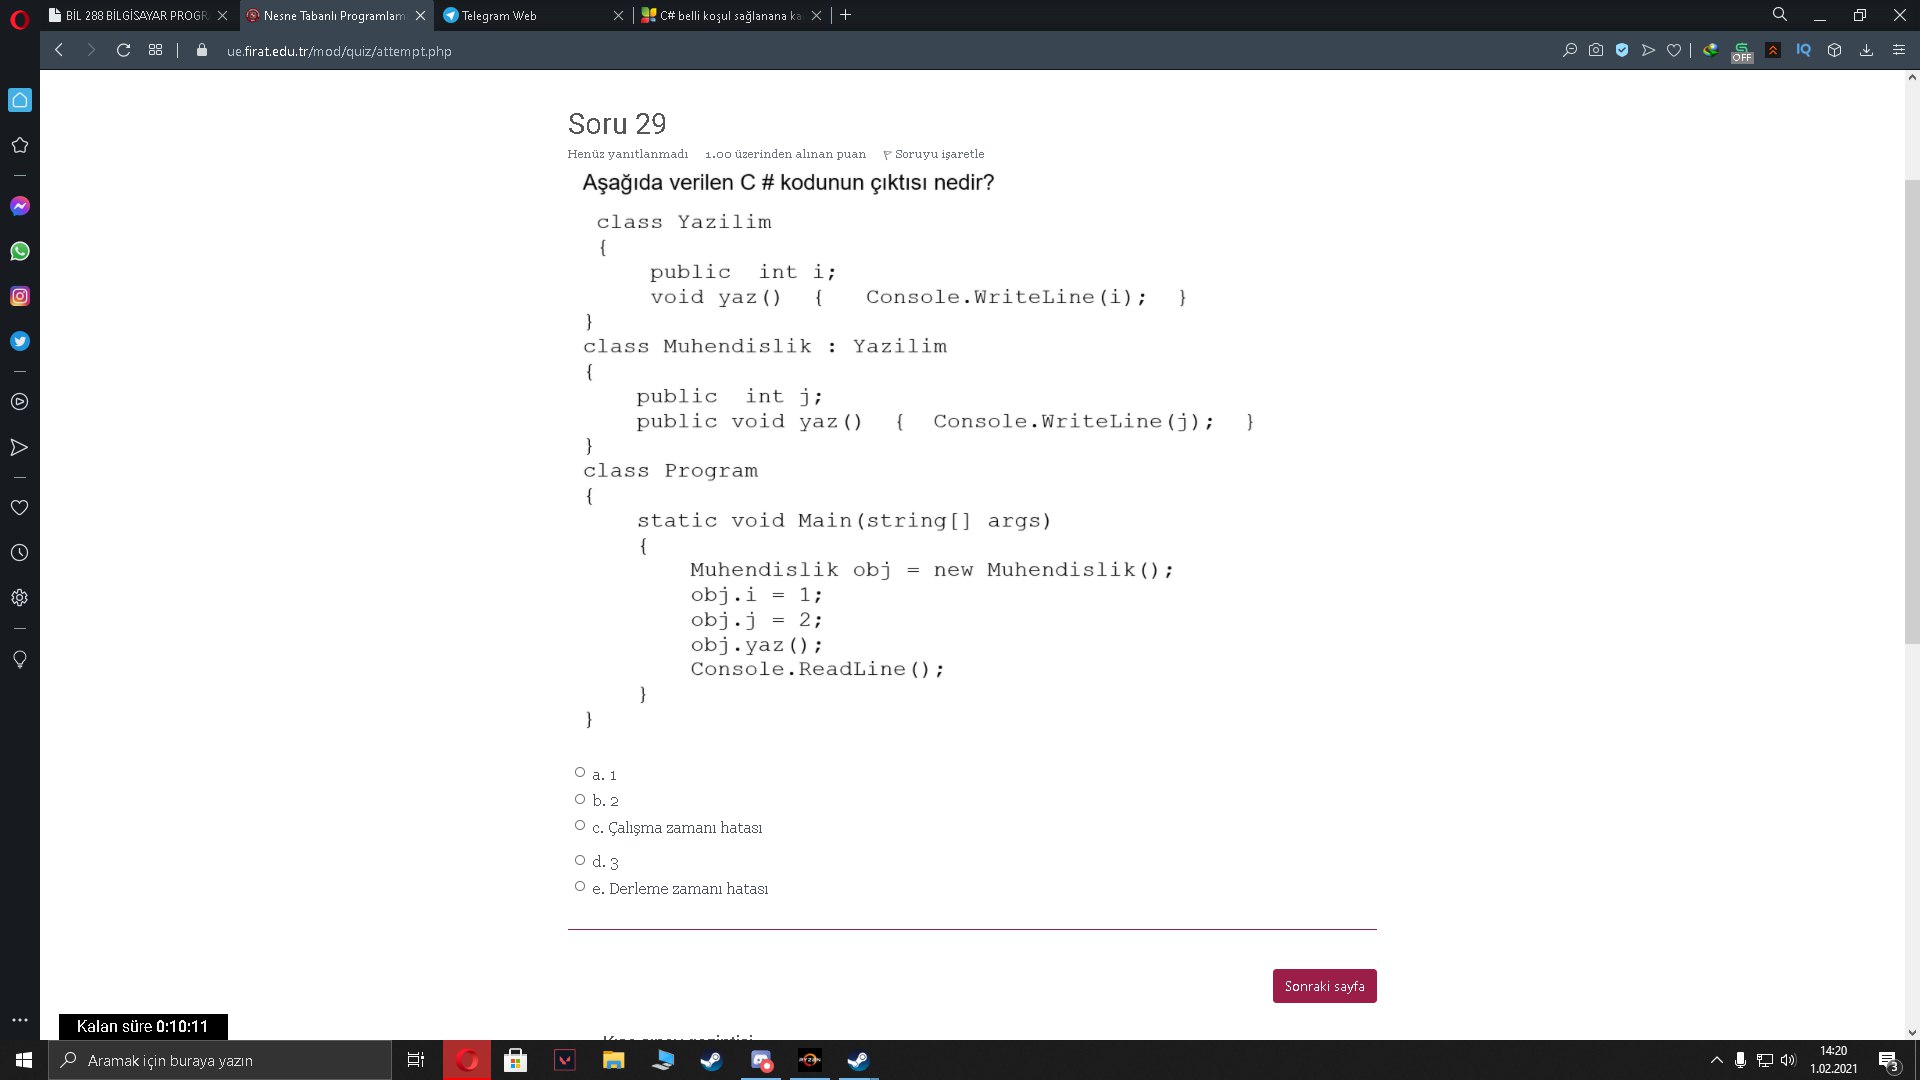 BİL 288 BİLGİSAYAR PROGR
Nesne Tabanlı Programlam
Telegram Web
C# belli koşul sağlanana ka
ue.firat.edu.tr/mod/quiz/attempt.php
OFF
IQ
Soru 29
Henüz yanıtlanmadı 1.00 üzerinden alınan puan Soruyu işaretle
Aşağıda verilen C # kodunun çıktısı nedir?
class Yazilim
{
public int i;
void yaz() { Console.WriteLine(i); }
}
class Muhendislik : Yazilim
{
public int j;
public void yaz() { Console.WriteLine(j); }
}
class Program
{
static void Main(string[] args)
{
Muhendislik obj = new Muhendislik();
obj.i = 1;
obj.j = 2;
obj.yaz();
Console.ReadLine();
}
}
a. 1
b. 2
c. Çalışma zamanı hatası
d. 3
e. Derleme zamanı hatası
Sonraki sayfa
Kalan süre 0:10:11
Aramak için buraya yazın
RYZEN
14:20
1.02.2021
3